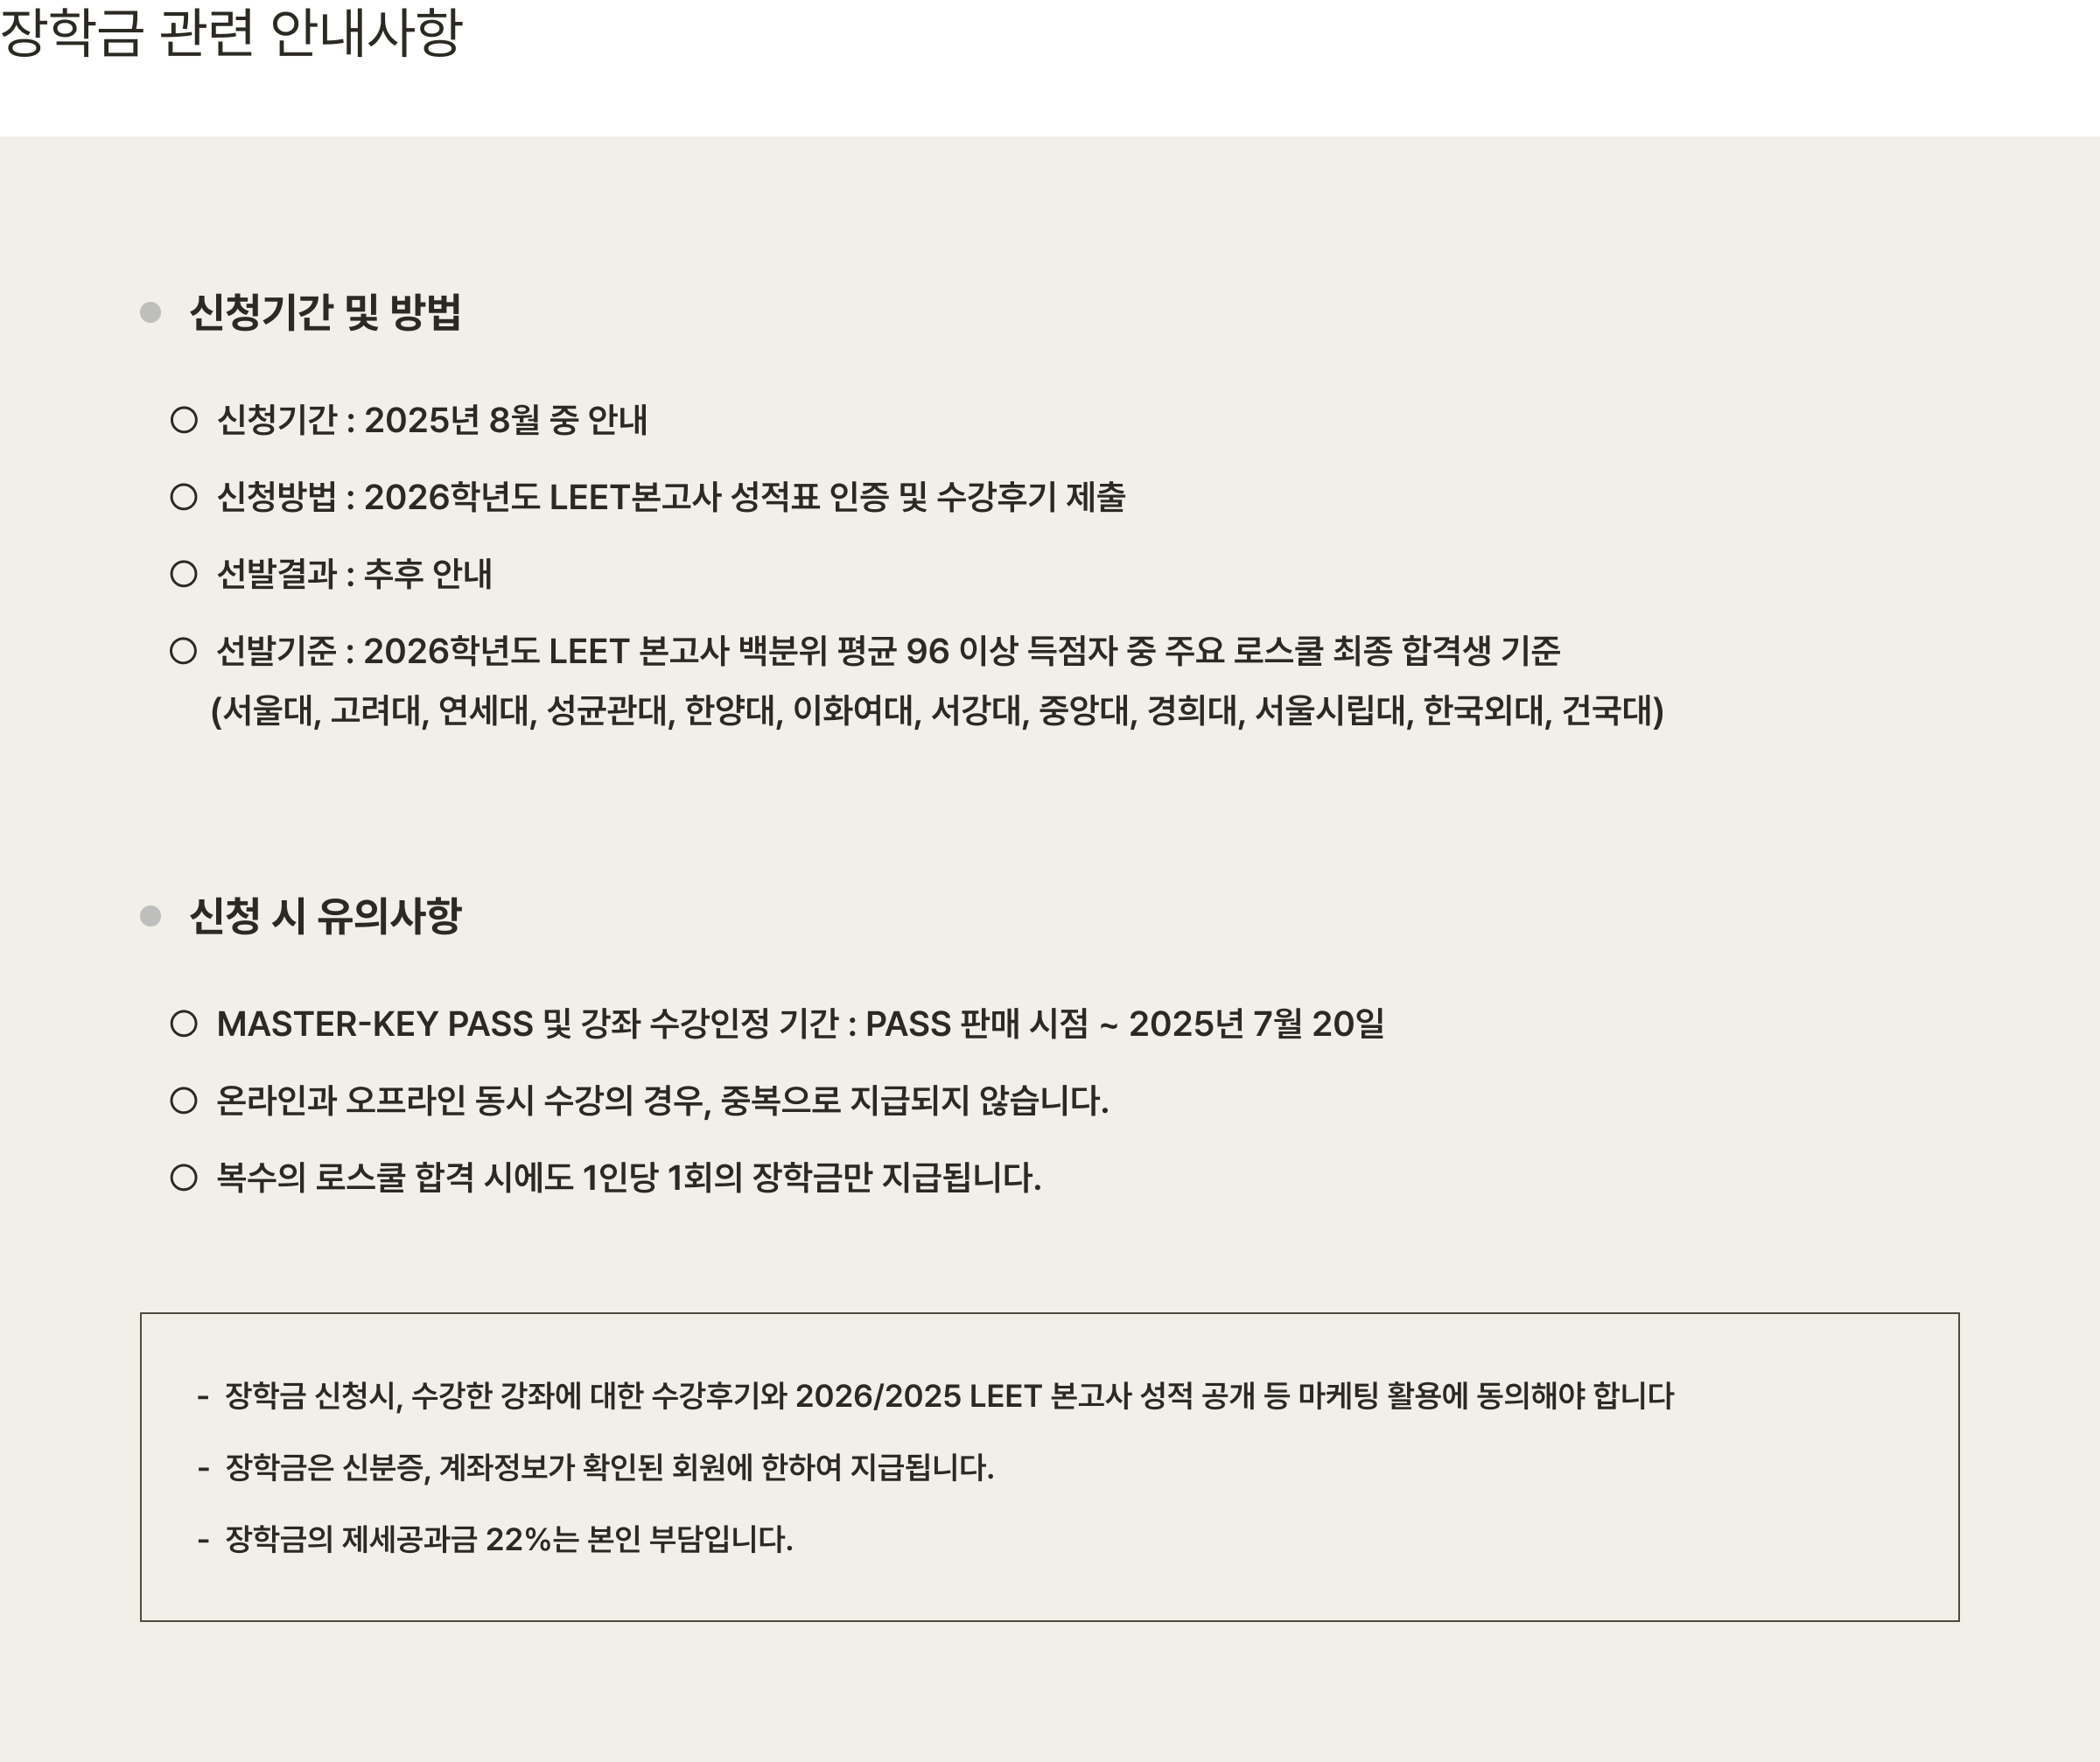 장학금 관련 안내사항
신청기간 및 방법
○ 신청기간 : 2025년 8월 중 안내
○ 신청방법 : 2026학년도 LEET본고사 성적표 인증 및 수강후기 제출
○ 선발결과 : 추후 안내
○ 선발기준 : 2026학년도 LEET 본고사 백분위 평균 96 이상 득점자 중 주요 로스쿨 최종 합격생 기준
(서울대, 고려대, 연세대, 성균관대, 한양대, 이화여대, 서강대, 중앙대, 경희대, 서울시립대, 한국외대, 건국대)
신청 시 유의사항
○ MASTER-KEY PASS 및 강좌 수강인정 기간 : PASS 판매 시점 ~ 2025년 7월 20일
○ 온라인과 오프라인 동시 수강의 경우, 중복으로 지급되지 않습니다.
○ 복수의 로스쿨 합격 시에도 1인당 1회의 장학금만 지급됩니다.
- 장학금 신청시, 수강한 강좌에 대한 수강후기와 2026/2025 LEET 본고사 성적 공개 등 마케팅 활용에 동의해야 합니다
- 장학금은 신분증, 계좌정보가 확인된 회원에 한하여 지급됩니다.
- 장학금의 제세공과금 22%는 본인 부담입니다.